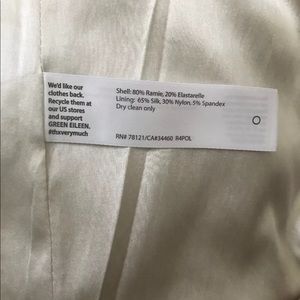 We'd like our
clothes back.
Recycle them at
our US stores
and support
GREEN EILEEN.
#thxverymuch
Shell: 80% Ramie, 20% Elastarelle
Lining: 65% Silk, 30% Nylon, 5% Spandex
Dry clean only
RN# 78121/CA#34460 R4POL